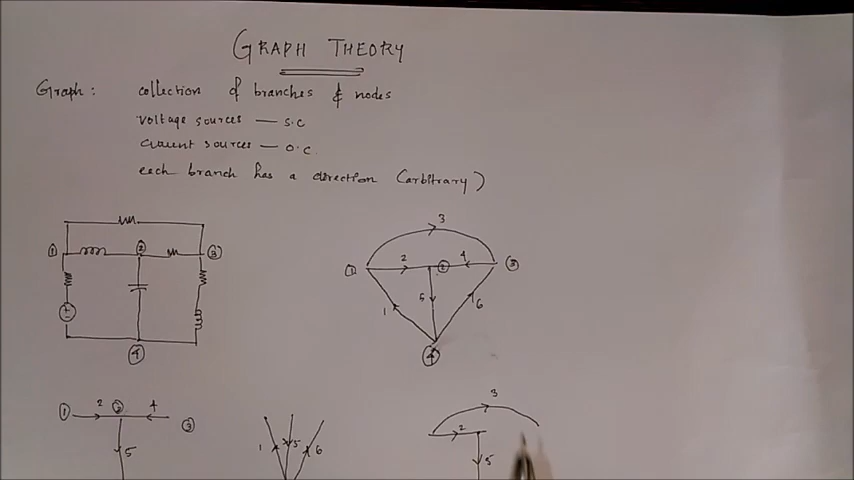 GRAPH THEORY
Graph: collection of branches & nodes
voltage sources — s.c
current sources — o.c.
each branch has a direction (arbitrary)
3
1 2 3
1 2 2 4 3
5
1 6
4
4
3
1 2 2 4 3
2
5
1 5 6
5